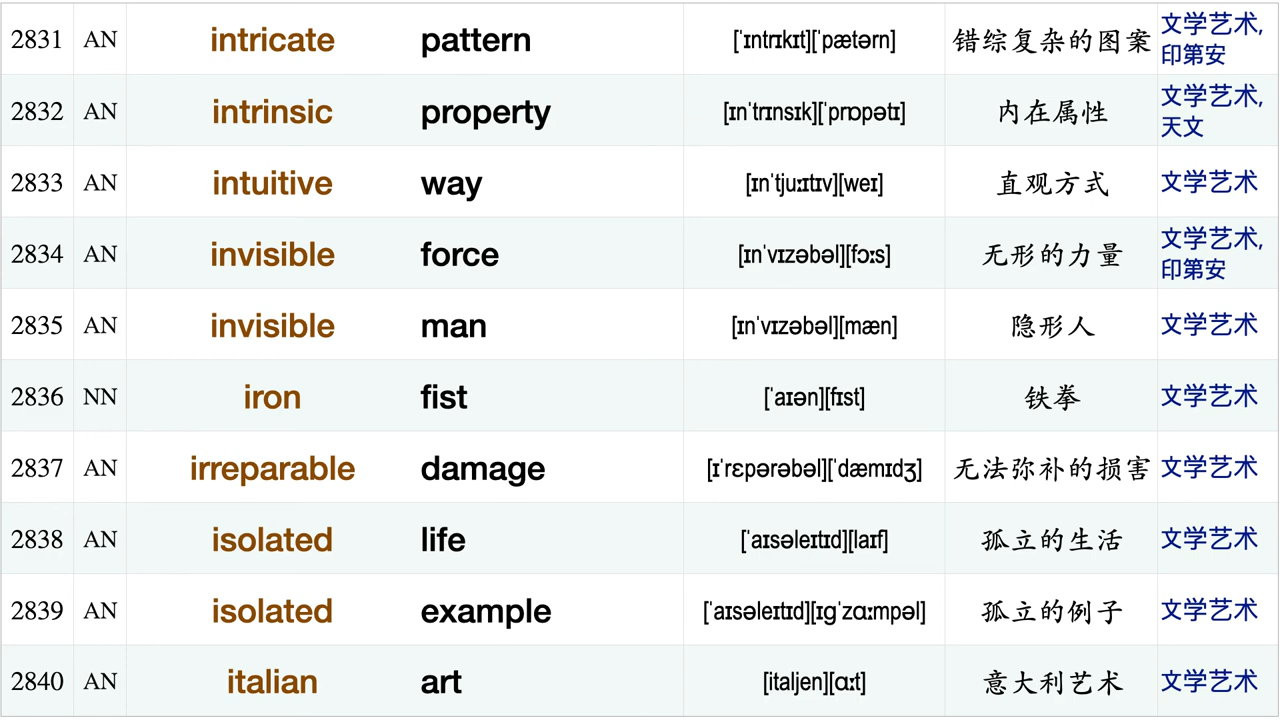 2831 AN intricate pattern [ˈɪntrɪkɪt][ˈpætərn] 错综复杂的图案 文学艺术, 印第安
2832 AN intrinsic property [ɪnˈtrɪnsɪk][ˈprɒpətɪ] 内在属性 文学艺术, 天文
2833 AN intuitive way [ɪnˈtjuːɪtɪv][weɪ] 直观方式 文学艺术
2834 AN invisible force [ɪnˈvɪzəbəl][fɔːs] 无形的力量 文学艺术, 印第安
2835 AN invisible man [ɪnˈvɪzəbəl][mæn] 隐形人 文学艺术
2836 NN iron fist [ˈaɪən][fɪst] 铁拳 文学艺术
2837 AN irreparable damage [ɪˈrɛpərəbəl][ˈdæmɪdʒ] 无法弥补的损害 文学艺术
2838 AN isolated life [ˈaɪsəleɪtɪd][laɪf] 孤立的生活 文学艺术
2839 AN isolated example [ˈaɪsəleɪtɪd][ɪgˈzɑːmpəl] 孤立的例子 文学艺术
2840 AN italian art [italjen][ɑːt] 意大利艺术 文学艺术